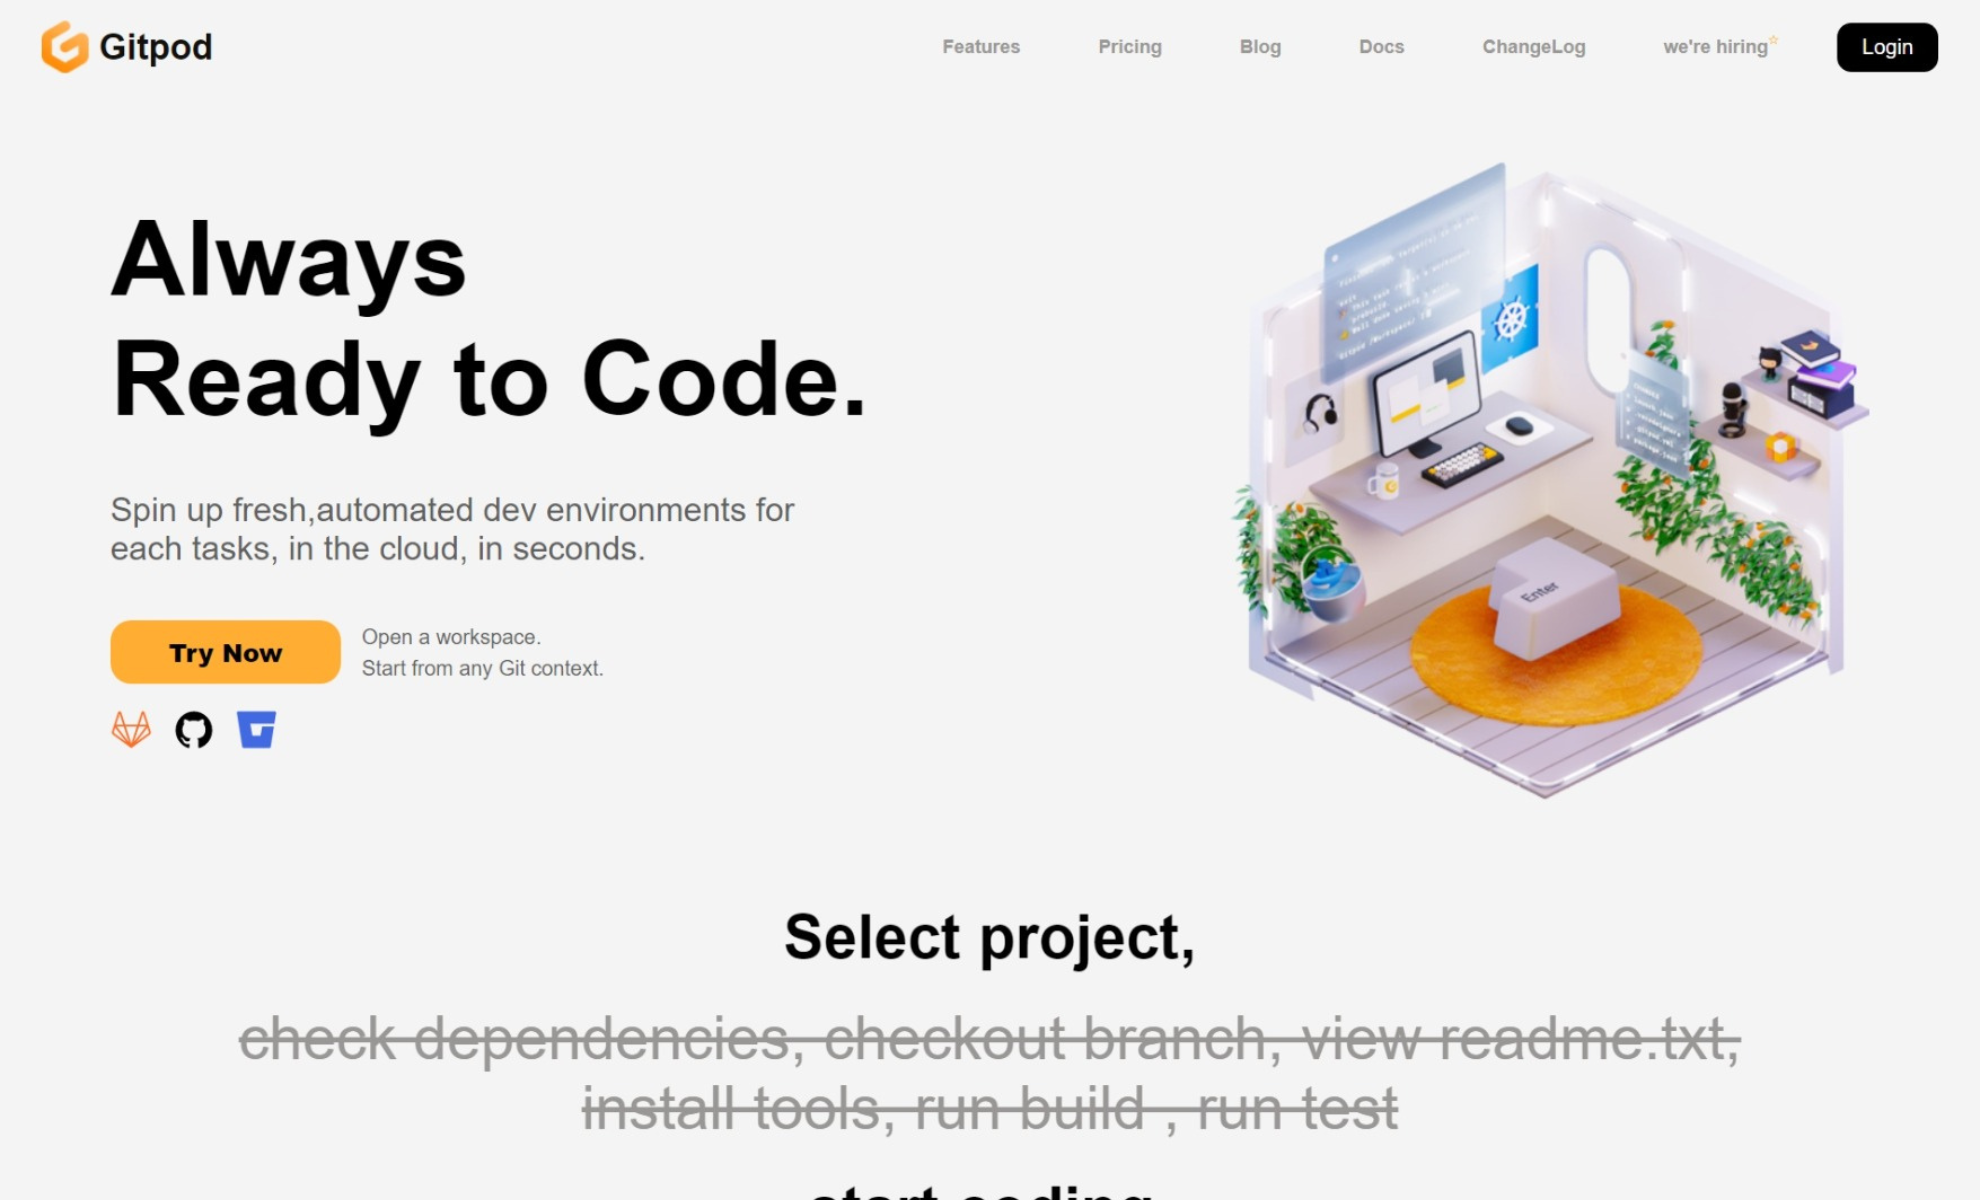 Gitpod
Features Pricing Blog Docs ChangeLog we're hiring☆ Login
Always
Ready to Code.
Spin up fresh,automated dev environments for
each tasks, in the cloud, in seconds.
Try Now
Open a workspace.
Start from any Git context.
Enter
Select project,
check dependencies, checkout branch, view readme.txt,
install tools, run build , run test
start coding